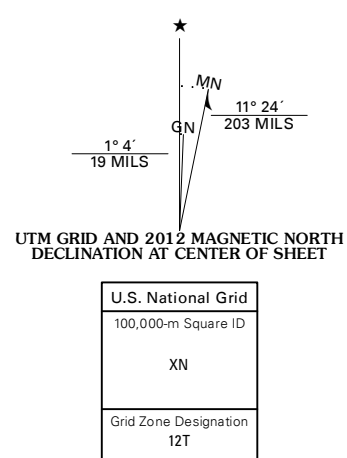 MN
11° 24´
203 MILS
GN
1° 4´
19 MILS
UTM GRID AND 2012 MAGNETIC NORTH
DECLINATION AT CENTER OF SHEET
U.S. National Grid
100,000-m Square ID
XN
Grid Zone Designation
12T